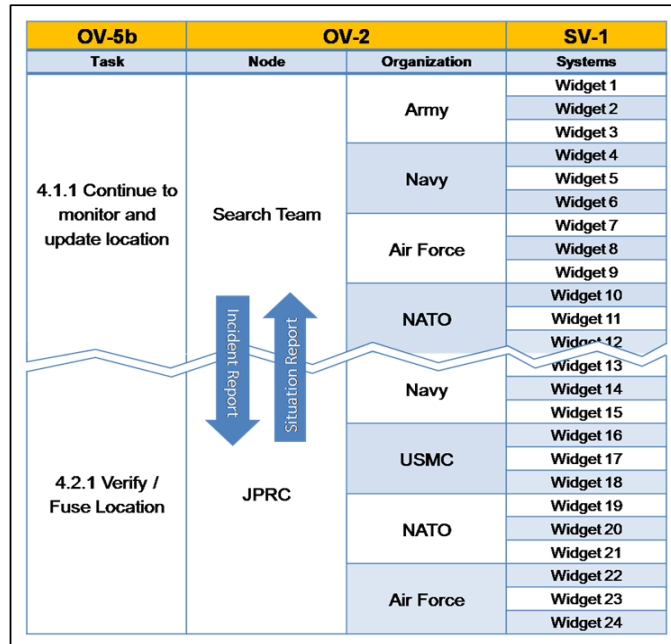 OV-5b OV-2 SV-1
Task Node Organization Systems
4.1.1 Continue to
monitor and
update location
Search Team
Army
Widget 1
Widget 2
Widget 3
Navy
Widget 4
Widget 5
Widget 6
Air Force
Widget 7
Widget 8
Widget 9
NATO
Widget 10
Widget 11
Widget 12
Incident Report
Situation Report
4.2.1 Verify /
Fuse Location
JPRC
Navy
Widget 13
Widget 14
Widget 15
USMC
Widget 16
Widget 17
Widget 18
NATO
Widget 19
Widget 20
Widget 21
Air Force
Widget 22
Widget 23
Widget 24